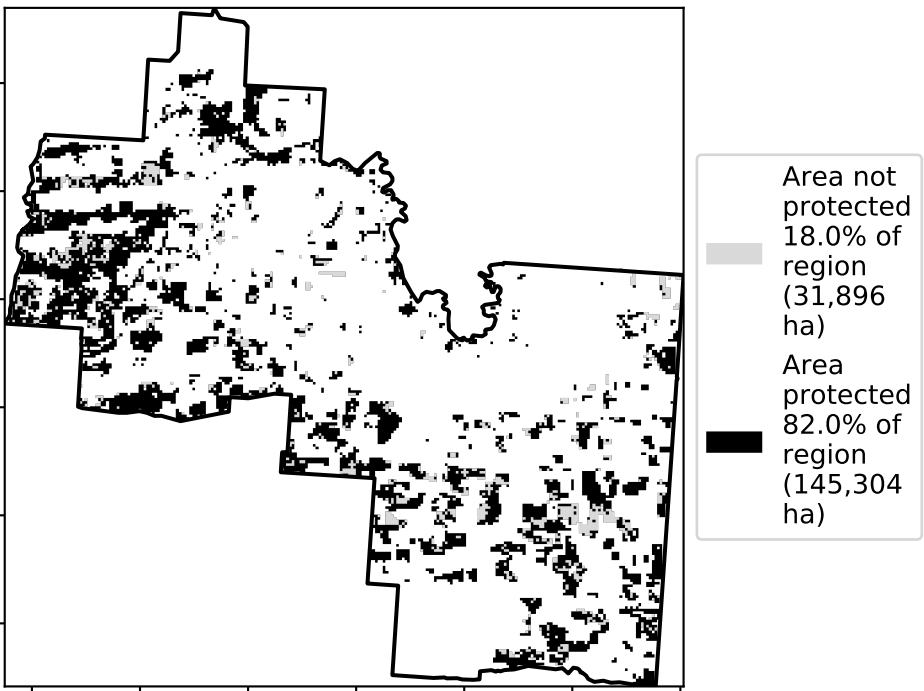 Area not
protected
18.0% of
region
(31,896
ha)
Area
protected
82.0% of
region
(145,304
ha)